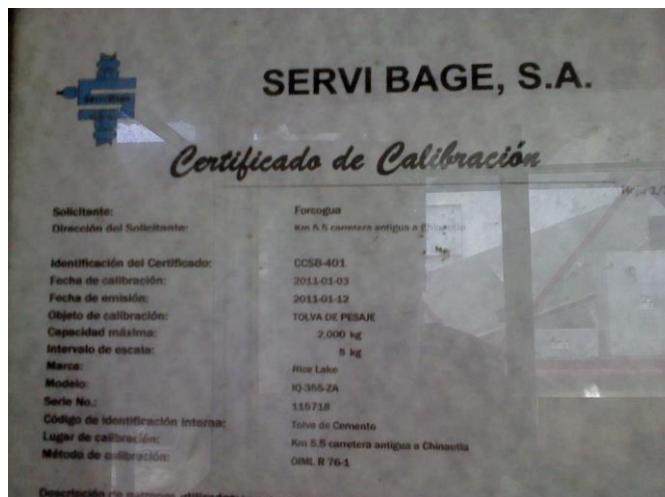 SERVI BAGE, S.A.
Certificado de Calibración
Solicitante: Forcogua
Dirección del Solicitante: Km 5.5 carretera antigua a Chinautla
Identificación del Certificado: CCSB-401
Fecha de calibración: 2011-01-03
Fecha de emisión: 2011-01-12
Objeto de calibración: TOLVA DE PESAJE
Capacidad máxima: 2,000 kg
Intervalo de escala: 5 kg
Marca: Rice Lake
Modelo: IQ-355-ZA
Serie No.: 115718
Código de identificación interna: Tolva de Cemento
Lugar de calibración: Km 5.5 carretera antigua a Chinautla
Método de calibración: OIML R 76-1